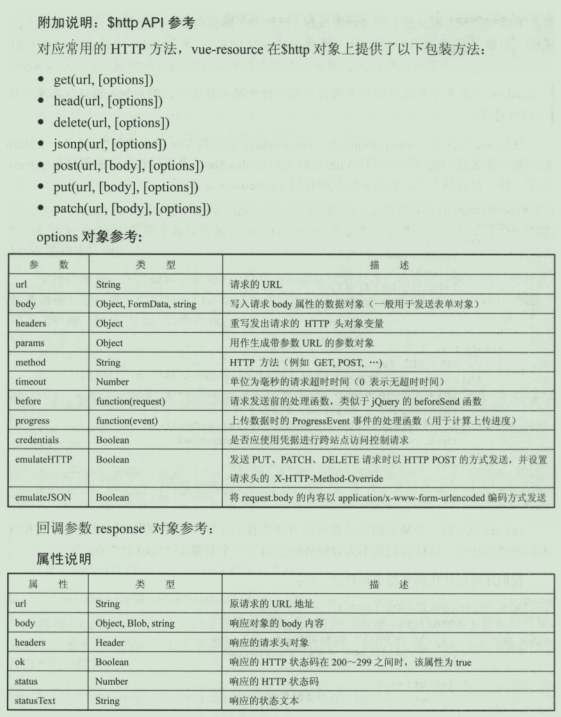 附加说明：$http API 参考
对应常用的 HTTP 方法，vue-resource 在$http 对象上提供了以下包装方法：
● get(url, [options])
● head(url, [options])
● delete(url, [options])
● jsonp(url, [options])
● post(url, [body], [options])
● put(url, [body], [options])
● patch(url, [body], [options])
options 对象参考:
参 数 类 型 描 述
url String 请求的 URL
body Object, FormData, string 写入请求 body 属性的数据对象（一般用于发送表单对象）
headers Object 重写发出请求的 HTTP 头对象变量
params Object 用作生成带参数 URL 的参数对象
method String HTTP 方法（例如 GET, POST, …）
timeout Number 单位为毫秒的请求超时时间（0 表示无超时时间）
before function(request) 请求发送前的处理函数，类似于 jQuery 的 beforeSend 函数
progress function(event) 上传数据时的 ProgressEvent 事件的处理函数（用于计算上传进度）
credentials Boolean 是否应使用凭据进行跨站点访问控制请求
emulateHTTP Boolean 发送 PUT、PATCH、DELETE 请求时以 HTTP POST 的方式发送，并设置
请求头的 X-HTTP-Method-Override
emulateJSON Boolean 将 request.body 的内容以 application/x-www-form-urlencoded 编码方式发送
回调参数 response 对象参考：
属性说明
属 性 类 型 描 述
url String 原请求的 URL 地址
body Object, Blob, string 响应对象的 body 内容
headers Header 响应的请求头对象
ok Boolean 响应的 HTTP 状态码在 200～299 之间时，该属性为 true
status Number 响应的 HTTP 状态码
statusText String 响应的状态文本